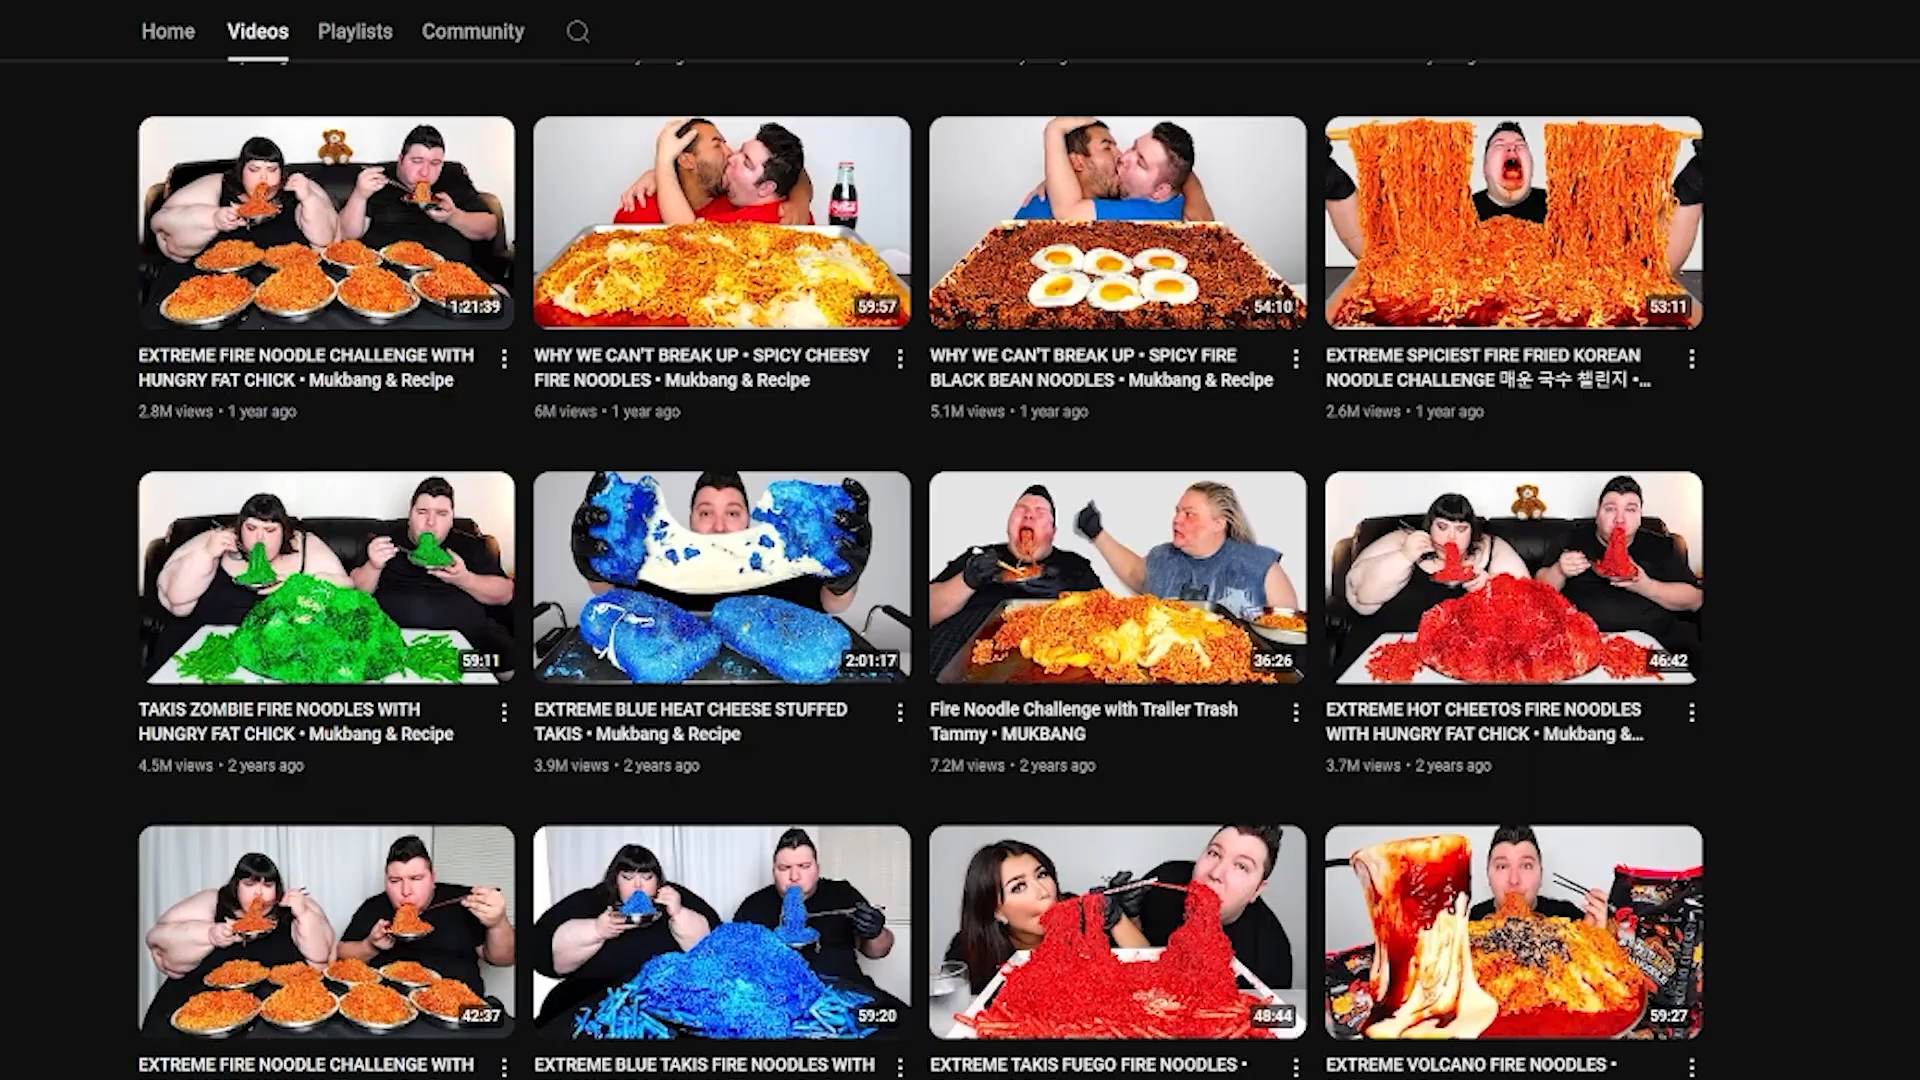 Home Videos Playlists Community
1:21:39
59:57
54:10
53:11
EXTREME FIRE NOODLE CHALLENGE WITH
HUNGRY FAT CHICK • Mukbang & Recipe
2.8M views • 1 year ago
WHY WE CAN'T BREAK UP • SPICY CHEESY
FIRE NOODLES • Mukbang & Recipe
6M views • 1 year ago
WHY WE CAN'T BREAK UP • SPICY FIRE
BLACK BEAN NOODLES • Mukbang & Recipe
5.1M views • 1 year ago
EXTREME SPICIEST FIRE FRIED KOREAN
NOODLE CHALLENGE 매운 국수 챌린지 •...
2.6M views • 1 year ago
59:11
2:01:17
36:26
46:42
TAKIS ZOMBIE FIRE NOODLES WITH
HUNGRY FAT CHICK • Mukbang & Recipe
4.5M views • 2 years ago
EXTREME BLUE HEAT CHEESE STUFFED
TAKIS • Mukbang & Recipe
3.9M views • 2 years ago
Fire Noodle Challenge with Trailer Trash
Tammy • MUKBANG
7.2M views • 2 years ago
EXTREME HOT CHEETOS FIRE NOODLES
WITH HUNGRY FAT CHICK • Mukbang &...
3.7M views • 2 years ago
42:37
59:20
48:44
59:27
EXTREME FIRE NOODLE CHALLENGE WITH
EXTREME BLUE TAKIS FIRE NOODLES WITH
EXTREME TAKIS FUEGO FIRE NOODLES •
EXTREME VOLCANO FIRE NOODLES •